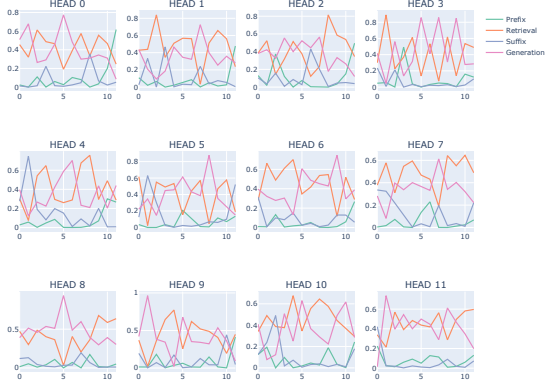 HEAD 0 HEAD 1 HEAD 2 HEAD 3
0.8 0.8 0.8 0.8
0.6 0.6 0.6 0.6
0.4 0.4 0.4 0.4
0.2 0.2 0.2 0.2
0 0 0 0
0 5 10 0 5 10 0 5 10 0 5 10
Prefix
Retrieval
Suffix
Generation
HEAD 4 HEAD 5 HEAD 6 HEAD 7
0.6 0.8 0.6 0.6
0.4 0.6 0.4 0.4
0.2 0.4 0.2 0.2
0 0.2 0 0
0
0 5 10 0 5 10 0 5 10 0 5 10
HEAD 8 HEAD 9 HEAD 10 HEAD 11
0.5 1 0.6 0.6
0 0.5 0.4 0.4
0 0.2 0.2
0 0
0 5 10 0 5 10 0 5 10 0 5 10